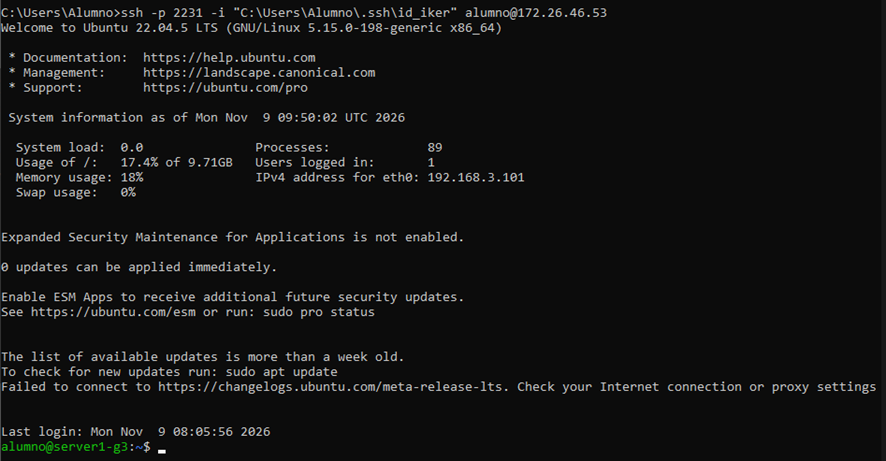 C:\Users\Alumno>ssh -p 2231 -i "C:\Users\Alumno\.ssh\id_iker" alumno@172.26.46.53
Welcome to Ubuntu 22.04.5 LTS (GNU/Linux 5.15.0-198-generic x86_64)
* Documentation:  https://help.ubuntu.com
* Management:     https://landscape.canonical.com
* Support:        https://ubuntu.com/pro
System information as of Mon Nov  9 09:50:02 UTC 2026
System load:  0.0               Processes:             89
Usage of /:   17.4% of 9.71GB   Users logged in:       1
Memory usage: 18%               IPv4 address for eth0: 192.168.3.101
Swap usage:   0%
Expanded Security Maintenance for Applications is not enabled.
0 updates can be applied immediately.
Enable ESM Apps to receive additional future security updates.
See https://ubuntu.com/esm or run: sudo pro status
The list of available updates is more than a week old.
To check for new updates run: sudo apt update
Failed to connect to https://changelogs.ubuntu.com/meta-release-lts. Check your Internet connection or proxy settings
Last login: Mon Nov  9 08:05:56 2026
alumno@server1-g3:~$